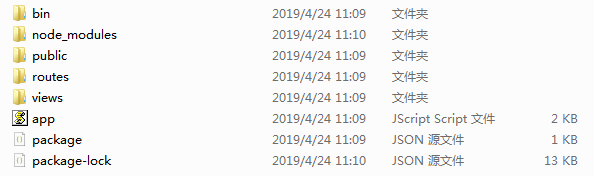 bin 2019/4/24 11:09 文件夹
node_modules 2019/4/24 11:10 文件夹
public 2019/4/24 11:09 文件夹
routes 2019/4/24 11:09 文件夹
views 2019/4/24 11:09 文件夹
app 2019/4/24 11:09 JScript Script 文件 2 KB
package 2019/4/24 11:09 JSON 源文件 1 KB
package-lock 2019/4/24 11:10 JSON 源文件 13 KB